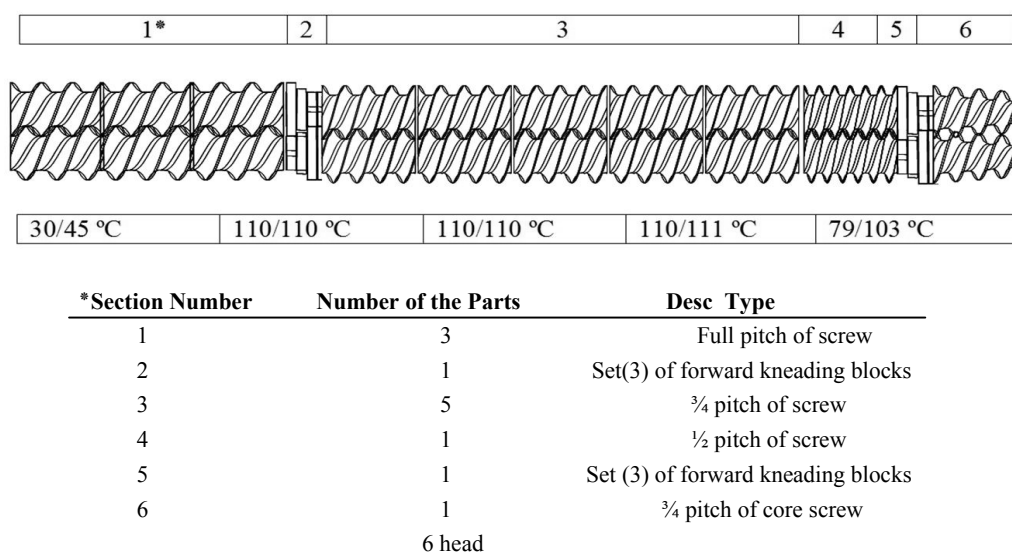 1* 2 3 4 5 6
30/45 ºC 110/110 ºC 110/110 ºC 110/111 ºC 79/103 ºC
*Section Number Number of the Parts Desc Type
1 3 Full pitch of screw
2 1 Set(3) of forward kneading blocks
3 5 ¾ pitch of screw
4 1 ½ pitch of screw
5 1 Set (3) of forward kneading blocks
6 1 ¾ pitch of core screw
6 head